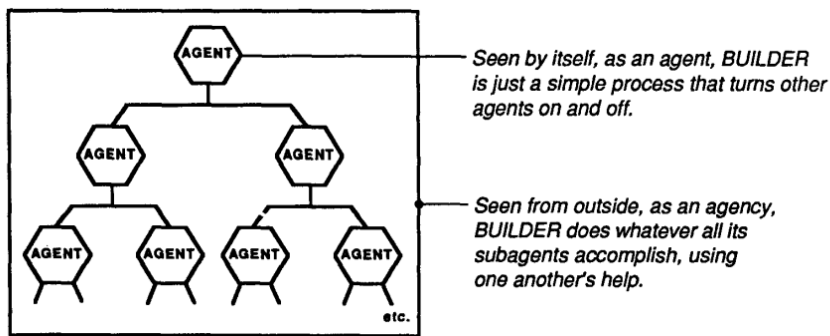 AGENT
Seen by itself, as an agent, BUILDER
is just a simple process that turns other
agents on and off.
AGENT
AGENT
Seen from outside, as an agency,
BUILDER does whatever all its
subagents accomplish, using
one another's help.
AGENT
AGENT
AGENT
AGENT
etc.